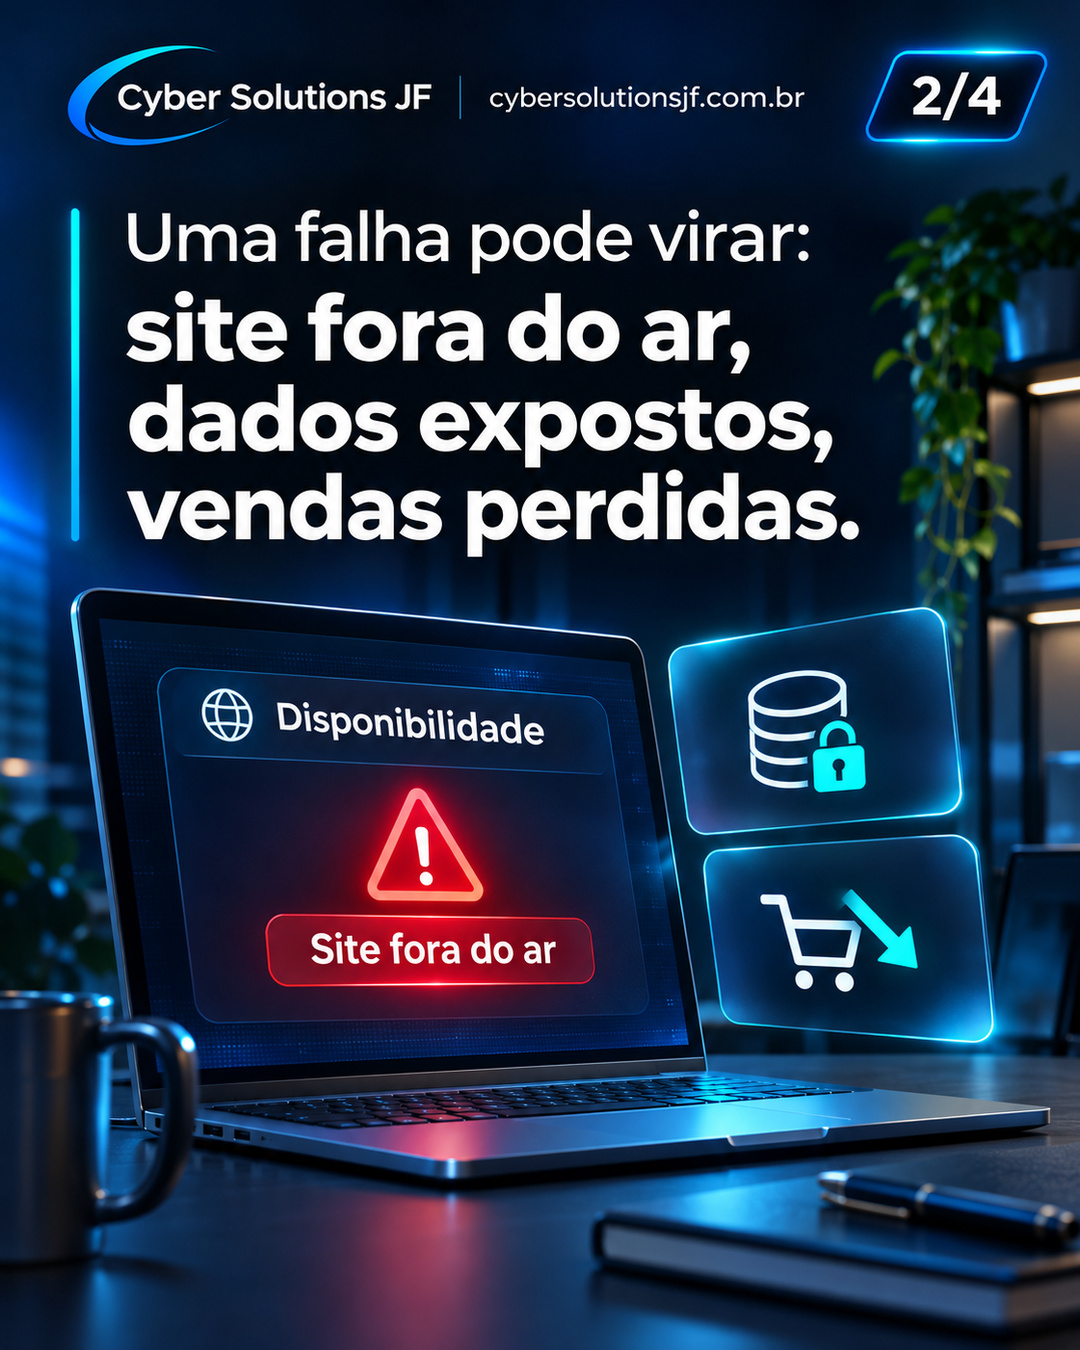 Cyber Solutions JF
cybersolutionsjf.com.br
2/4
Uma falha pode virar:
site fora do ar,
dados expostos,
vendas perdidas.
Disponibilidade
Site fora do ar